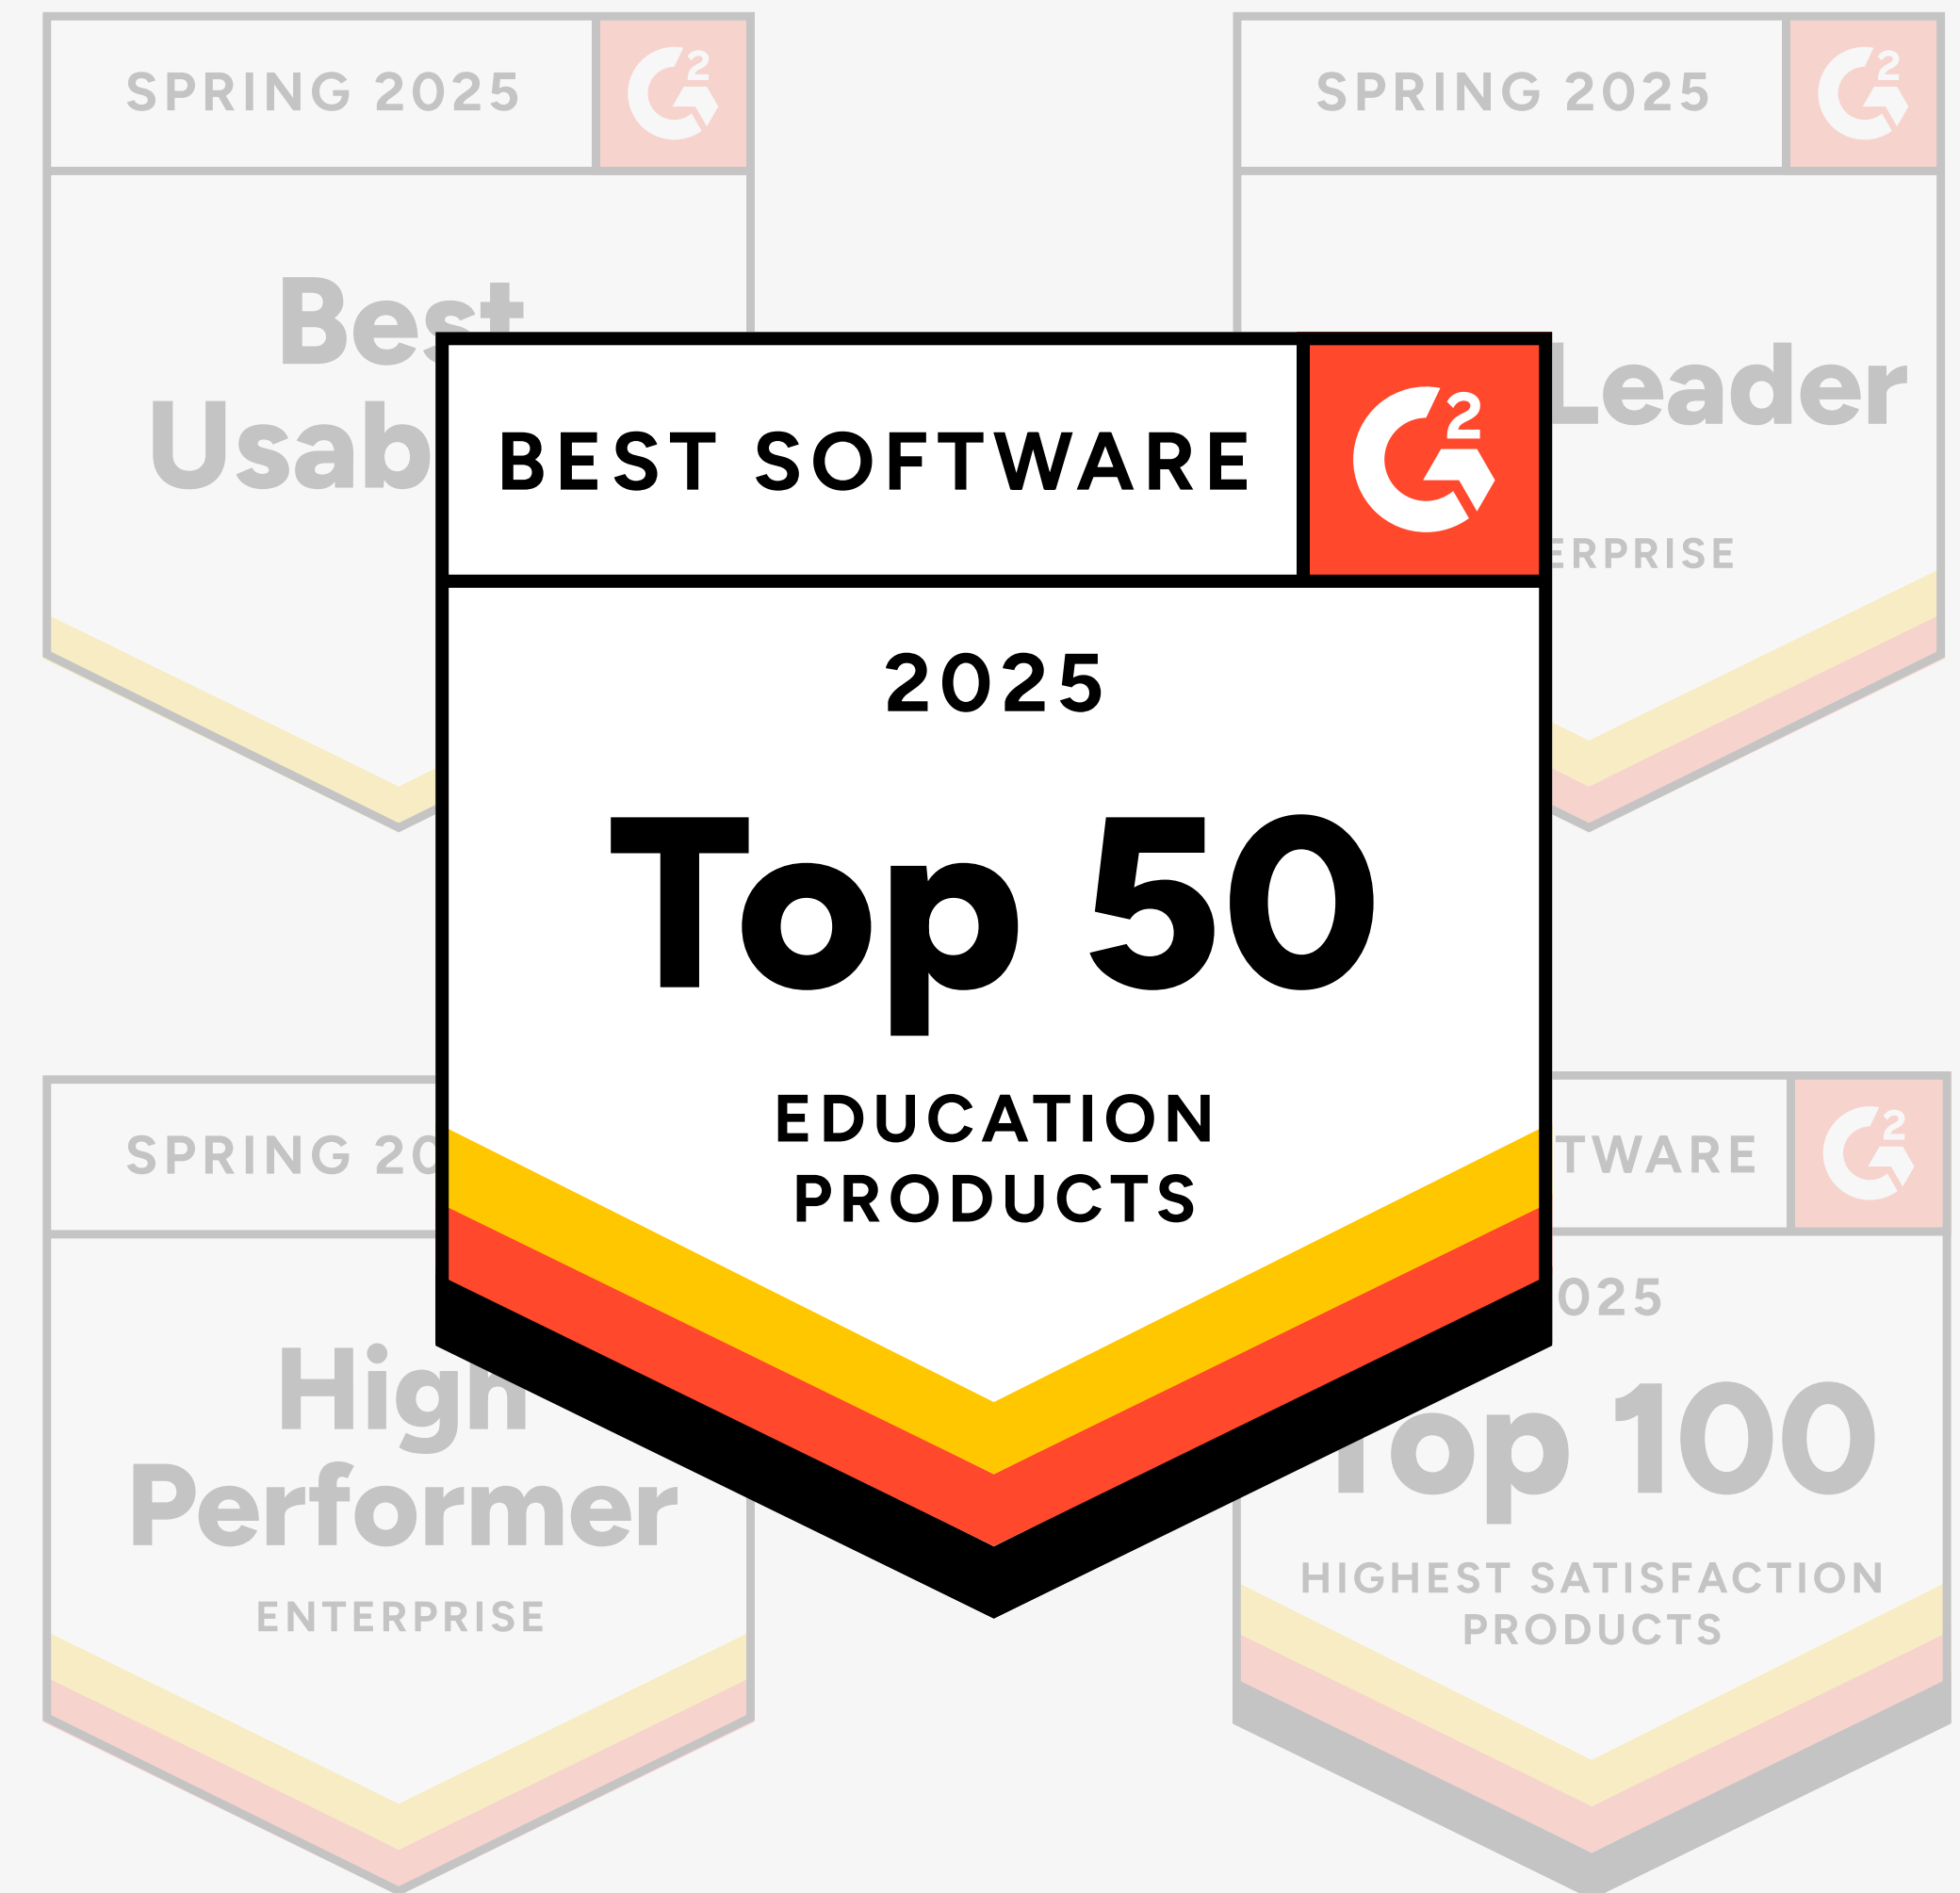 SPRING 2025
Best
Usab
SPRING 2025
Leader
ERPRISE
BEST SOFTWARE
2025
Top 50
EDUCATION
PRODUCTS
SPRING 20
High
Performer
ENTERPRISE
TWARE
025
Top 100
HIGHEST SATISFACTION
PRODUCTS